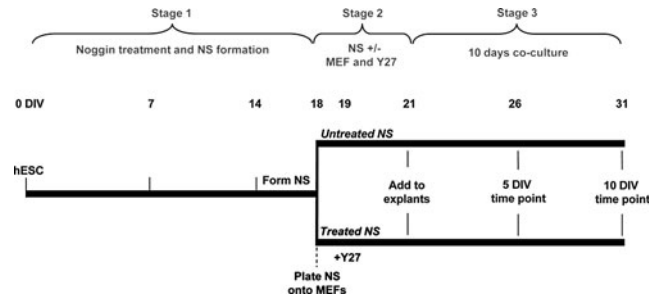 Stage 1 Stage 2 Stage 3
Noggin treatment and NS formation
NS +/-
MEF and Y27
10 days co-culture
0 DIV 7 14 18 19 21 26 31
Untreated NS
hESC
Form NS
Add to
explants
5 DIV
time point
10 DIV
time point
Treated NS
+Y27
Plate NS
onto MEFs